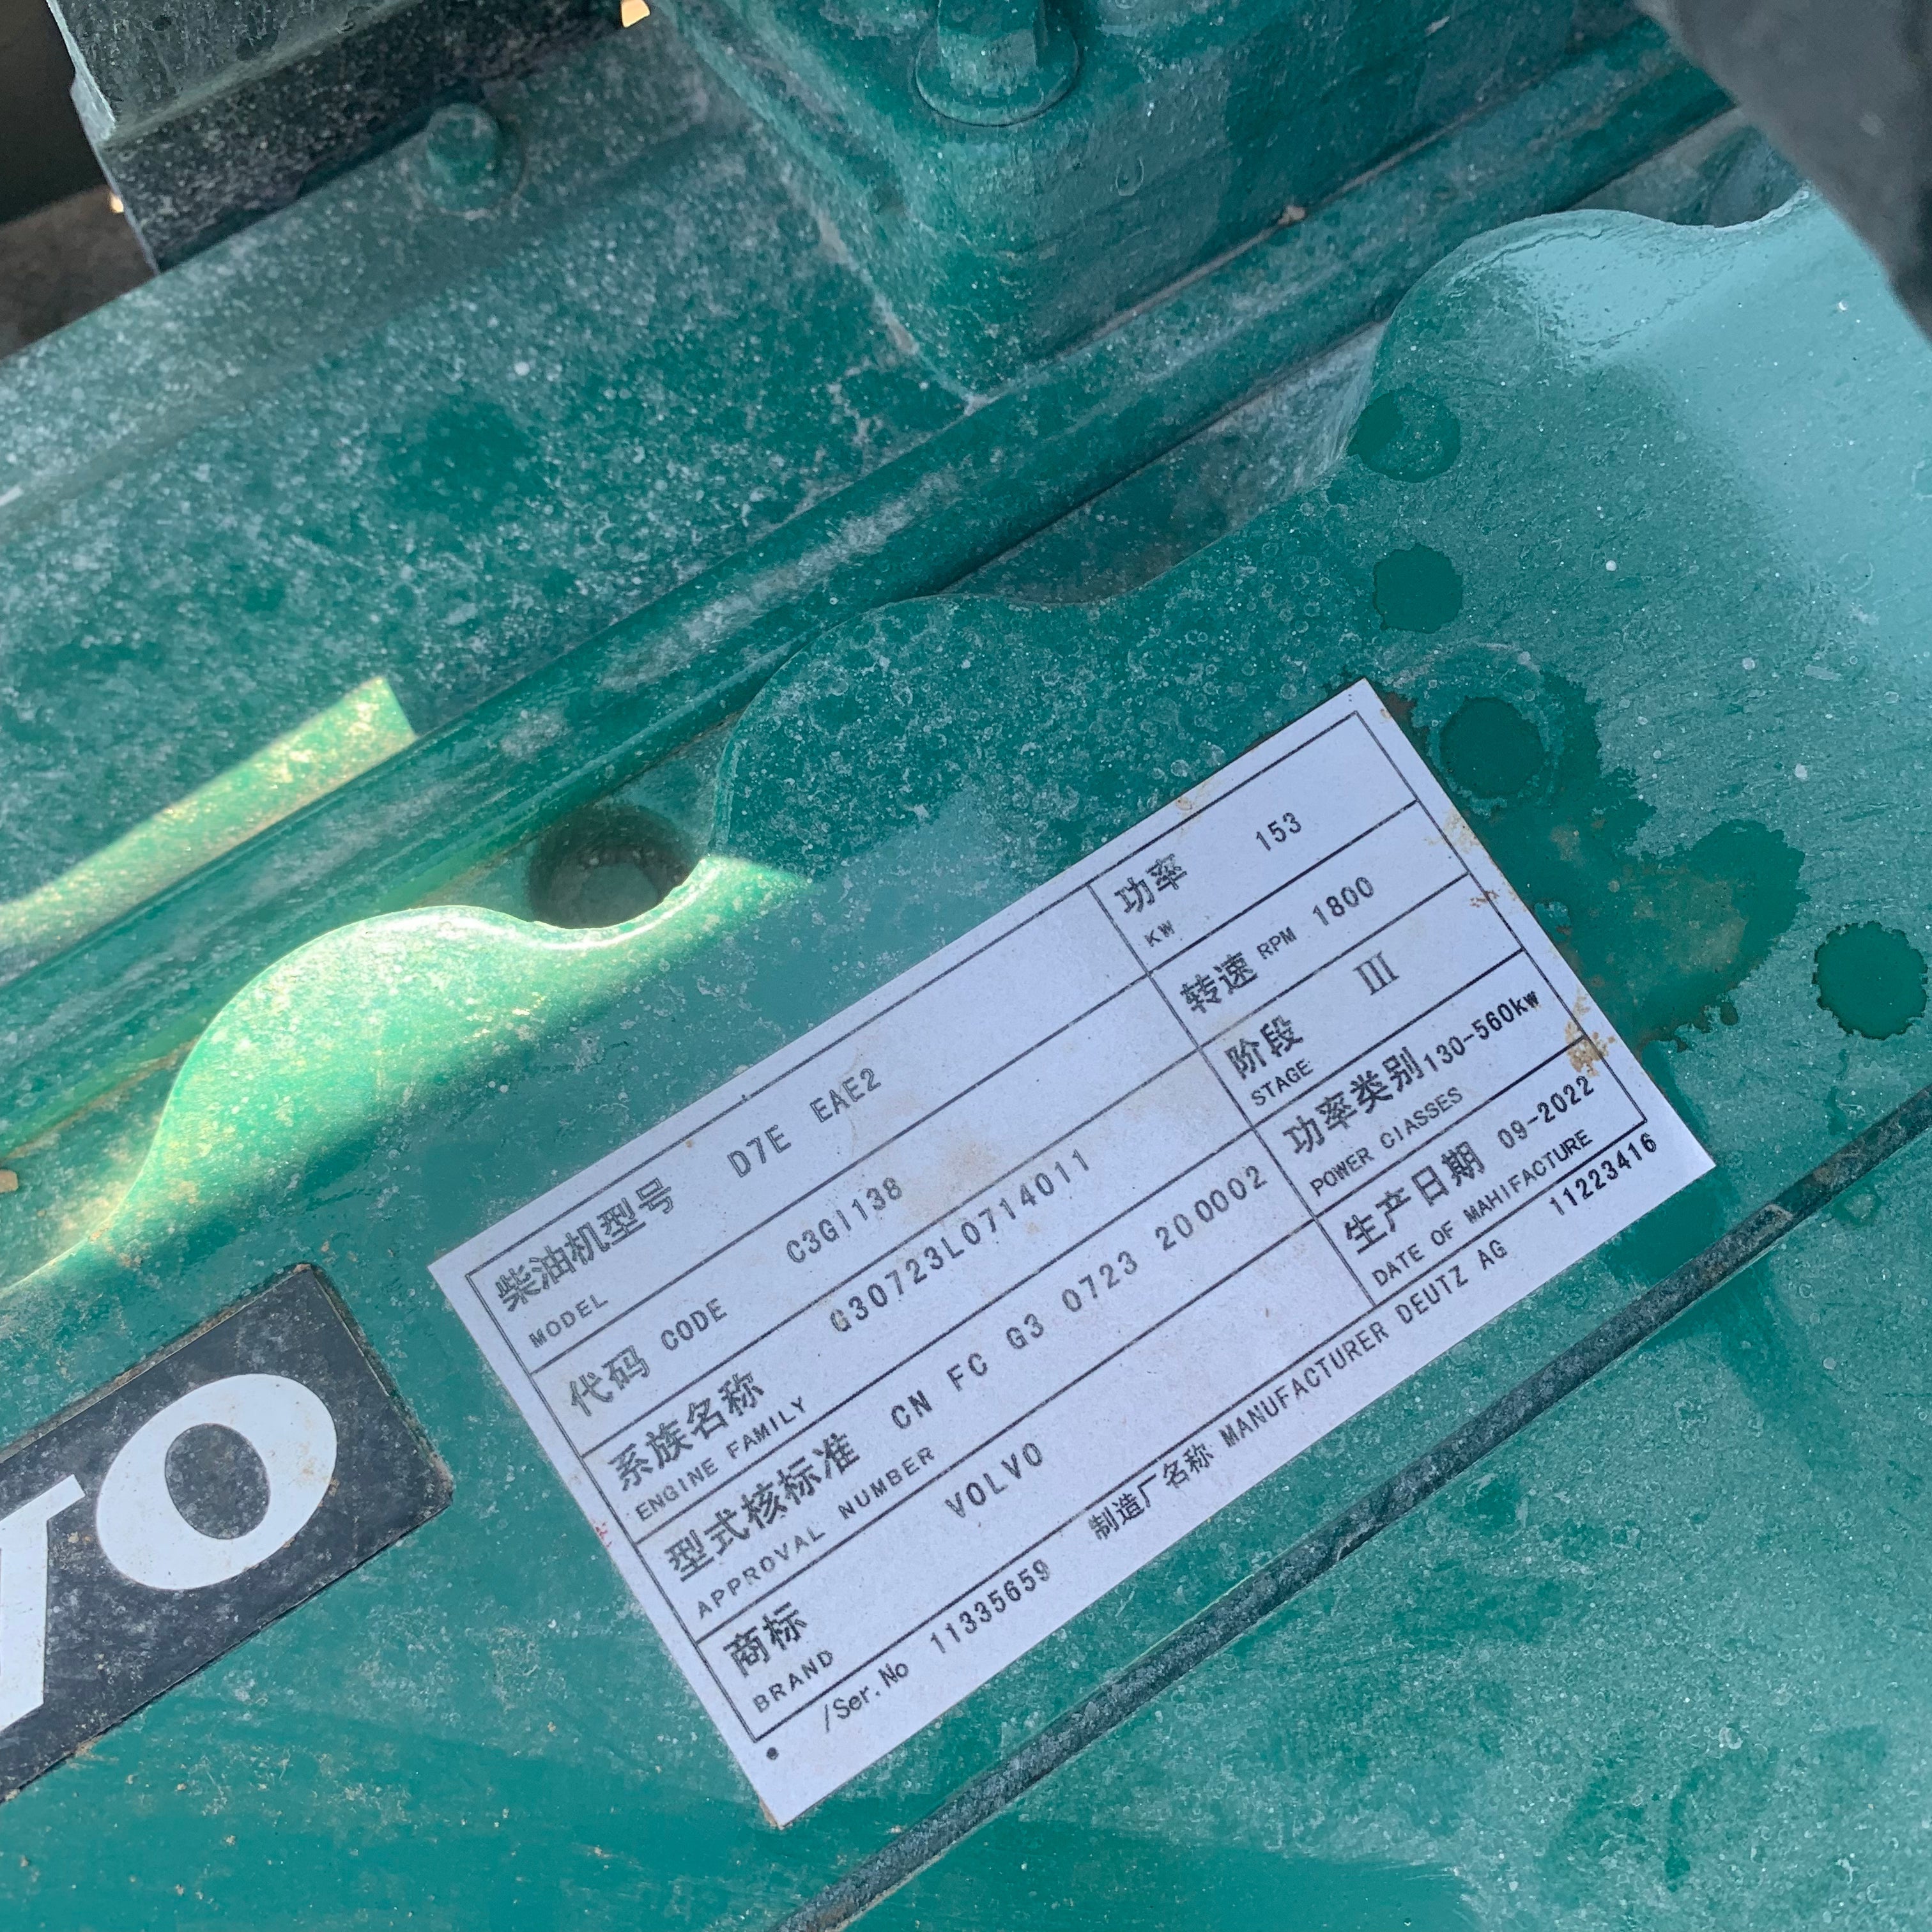 柴油机型号 D7E EAE2
MODEL
功率 153
KW
代码 CODE C3GI138
转速 RPM 1800
系族名称 G30723L0714011
ENGINE FAMILY
阶段 III
STAGE
型式核标准 CN FC G3 0723 200002
APPROVAL NUMBER
功率类别 130-560kw
POWER CIASSES
商标 VOLVO
BRAND
生产日期 09-2022
DATE OF MAHIFACTURE
/Ser.No 11335659 制造厂名称 MANUFACTURER DEUTZ AG 11223416
VO